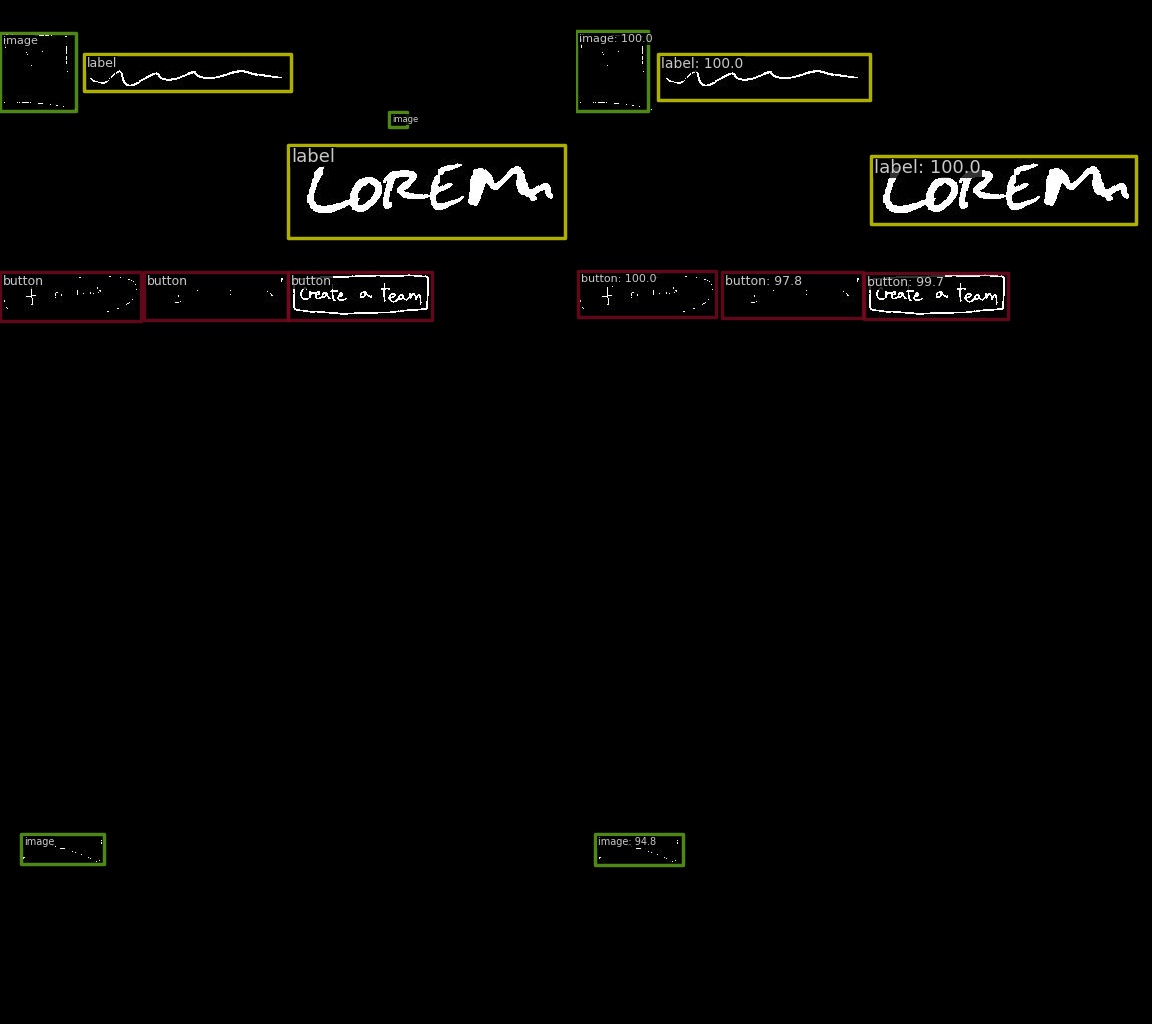 image
image: 100.0
label
label: 100.0
image
label
LOREM
label: 100.0
LOREM
button
button
button
create a team
button: 100.0
button: 97.8
button: 99.7
create a team
image
image: 94.8